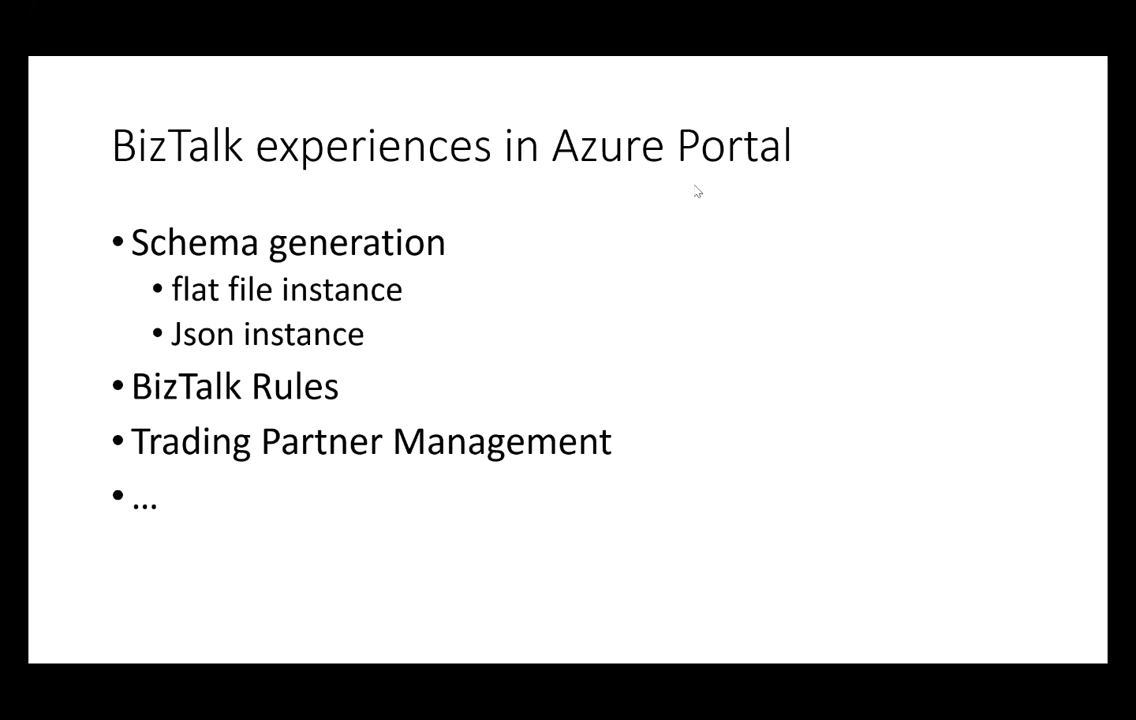 BizTalk experiences in Azure Portal
• Schema generation
• flat file instance
• Json instance
• BizTalk Rules
• Trading Partner Management
• ...